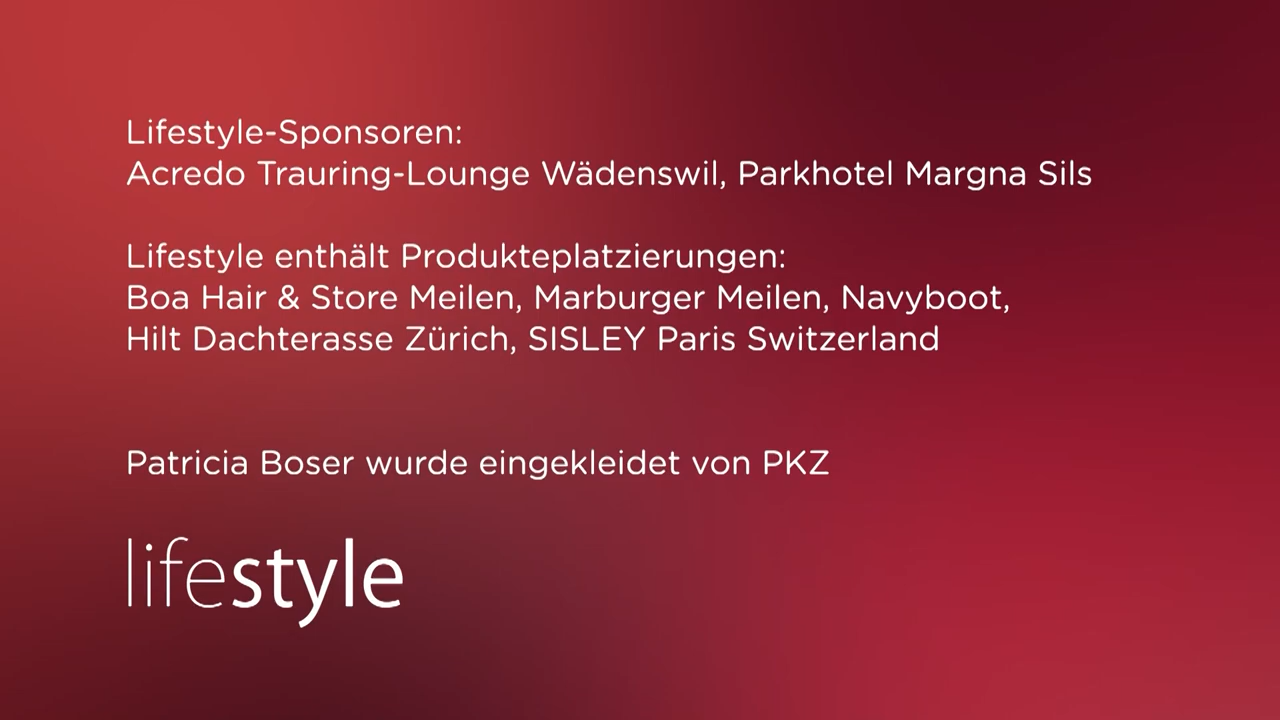 Lifestyle-Sponsoren:
Acredo Trauring-Lounge Wädenswil, Parkhotel Margna Sils
Lifestyle enthält Produkteplatzierungen:
Boa Hair & Store Meilen, Marburger Meilen, Navyboot,
Hilt Dachterasse Zürich, SISLEY Paris Switzerland
Patricia Boser wurde eingekleidet von PKZ
lifestyle